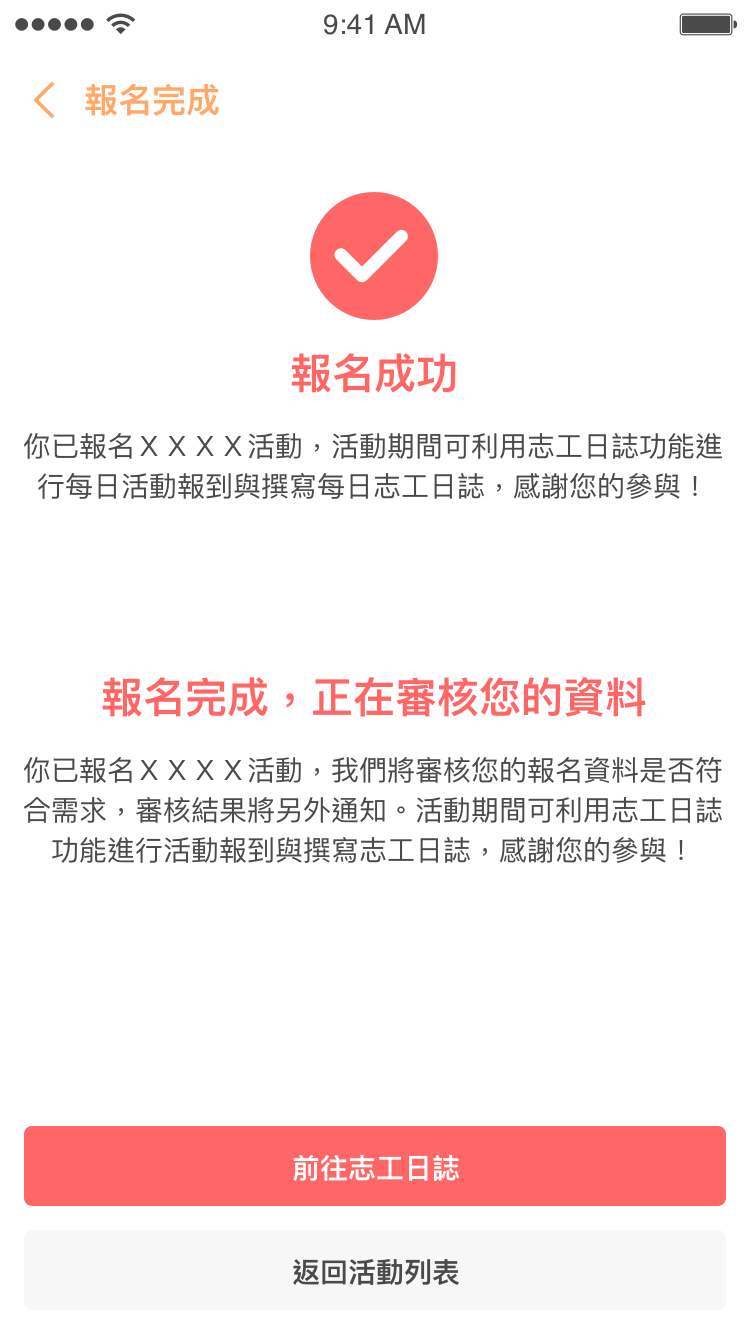 9:41 AM
報名完成
報名成功
你已報名ＸＸＸＸ活動，活動期間可利用志工日誌功能進
行每日活動報到與撰寫每日志工日誌，感謝您的參與！
報名完成，正在審核您的資料
你已報名ＸＸＸＸ活動，我們將審核您的報名資料是否符
合需求，審核結果將另外通知。活動期間可利用志工日誌
功能進行活動報到與撰寫志工日誌，感謝您的參與！
前往志工日誌
返回活動列表